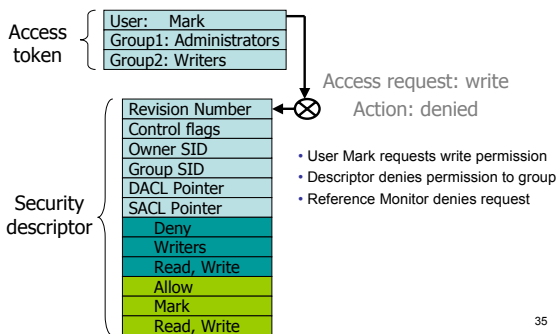 Access
token
User: Mark
Group1: Administrators
Group2: Writers
Access request: write
Action: denied
Security
descriptor
Revision Number
Control flags
Owner SID
Group SID
DACL Pointer
SACL Pointer
Deny
Writers
Read, Write
Allow
Mark
Read, Write
• User Mark requests write permission
• Descriptor denies permission to group
• Reference Monitor denies request
35